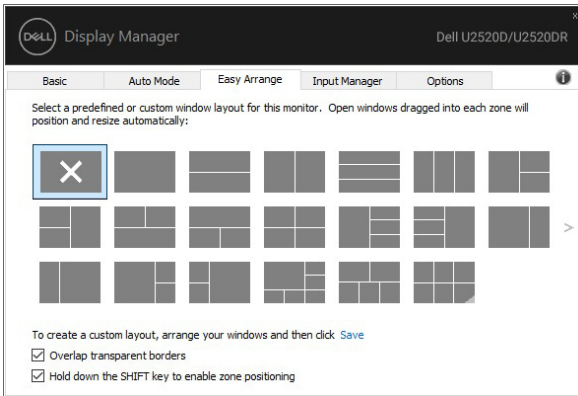 DELL Display Manager
Dell U2520D/U2520DR
Basic
Auto Mode
Easy Arrange
Input Manager
Options
Select a predefined or custom window layout for this monitor. Open windows dragged into each zone will
position and resize automatically:
To create a custom layout, arrange your windows and then click Save
Overlap transparent borders
Hold down the SHIFT key to enable zone positioning